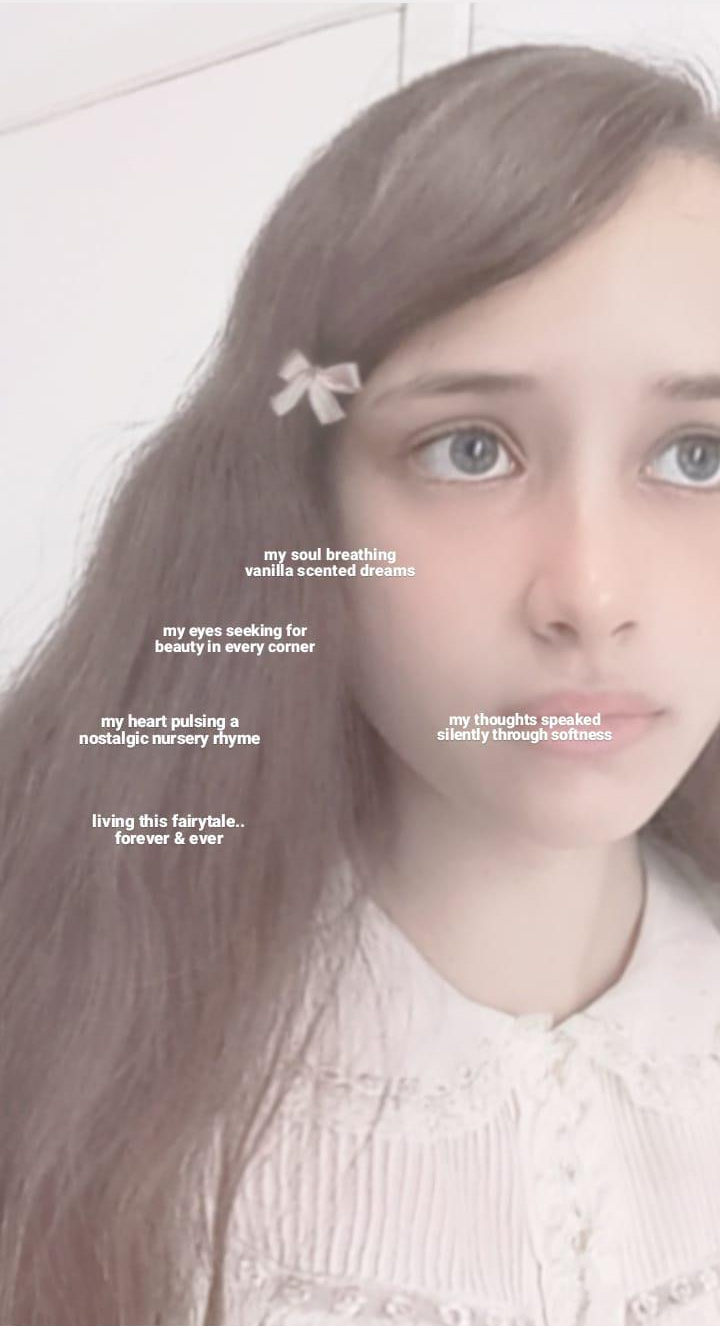 my soul breathing
vanilla scented dreams
my eyes seeking for
beauty in every corner
my heart pulsing a
nostalgic nursery rhyme
my thoughts speaked
silently through softness
living this fairytale..
forever & ever